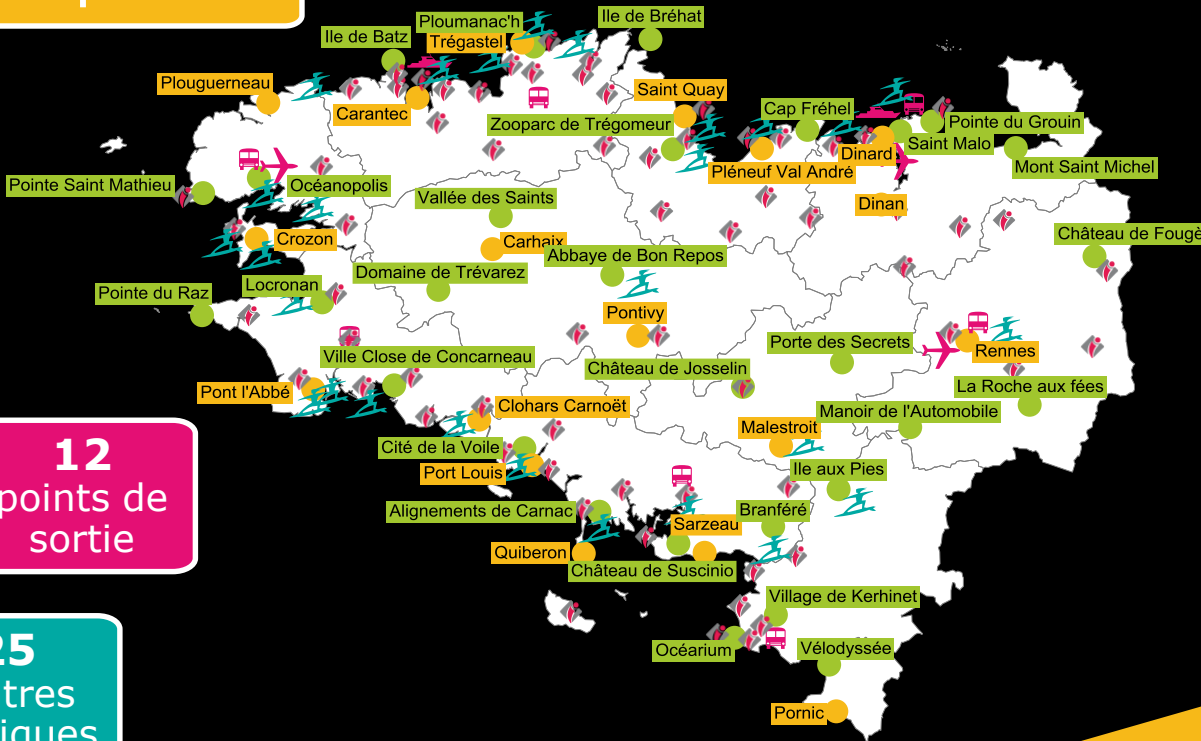 Ploumanac'h
Ile de Bréhat
Ile de Batz
Trégastel
Plouguerneau
Saint Quay
Carantec
Cap Fréhel
Zooparc de Trégomeur
Pointe du Grouin
Saint Malo
Dinard
Mont Saint Michel
Pléneuf Val André
Pointe Saint Mathieu
Océanopolis
Vallée des Saints
Dinan
Crozon
Carhaix
Château de Fougè
Abbaye de Bon Repos
Domaine de Trévarez
Locronan
Pointe du Raz
Pontivy
Porte des Secrets
Rennes
Ville Close de Concarneau
Château de Josselin
La Roche aux fées
Pont l'Abbé
Clohars Carnoët
Manoir de l'Automobile
Malestroit
Cité de la Voile
12
points de
sortie
Port Louis
Ile aux Pies
Alignements de Carnac
Branféré
Sarzeau
Quiberon
Château de Suscinio
Village de Kerhinet
25
tres
iques
Océarium
Vélodyssée
Pornic